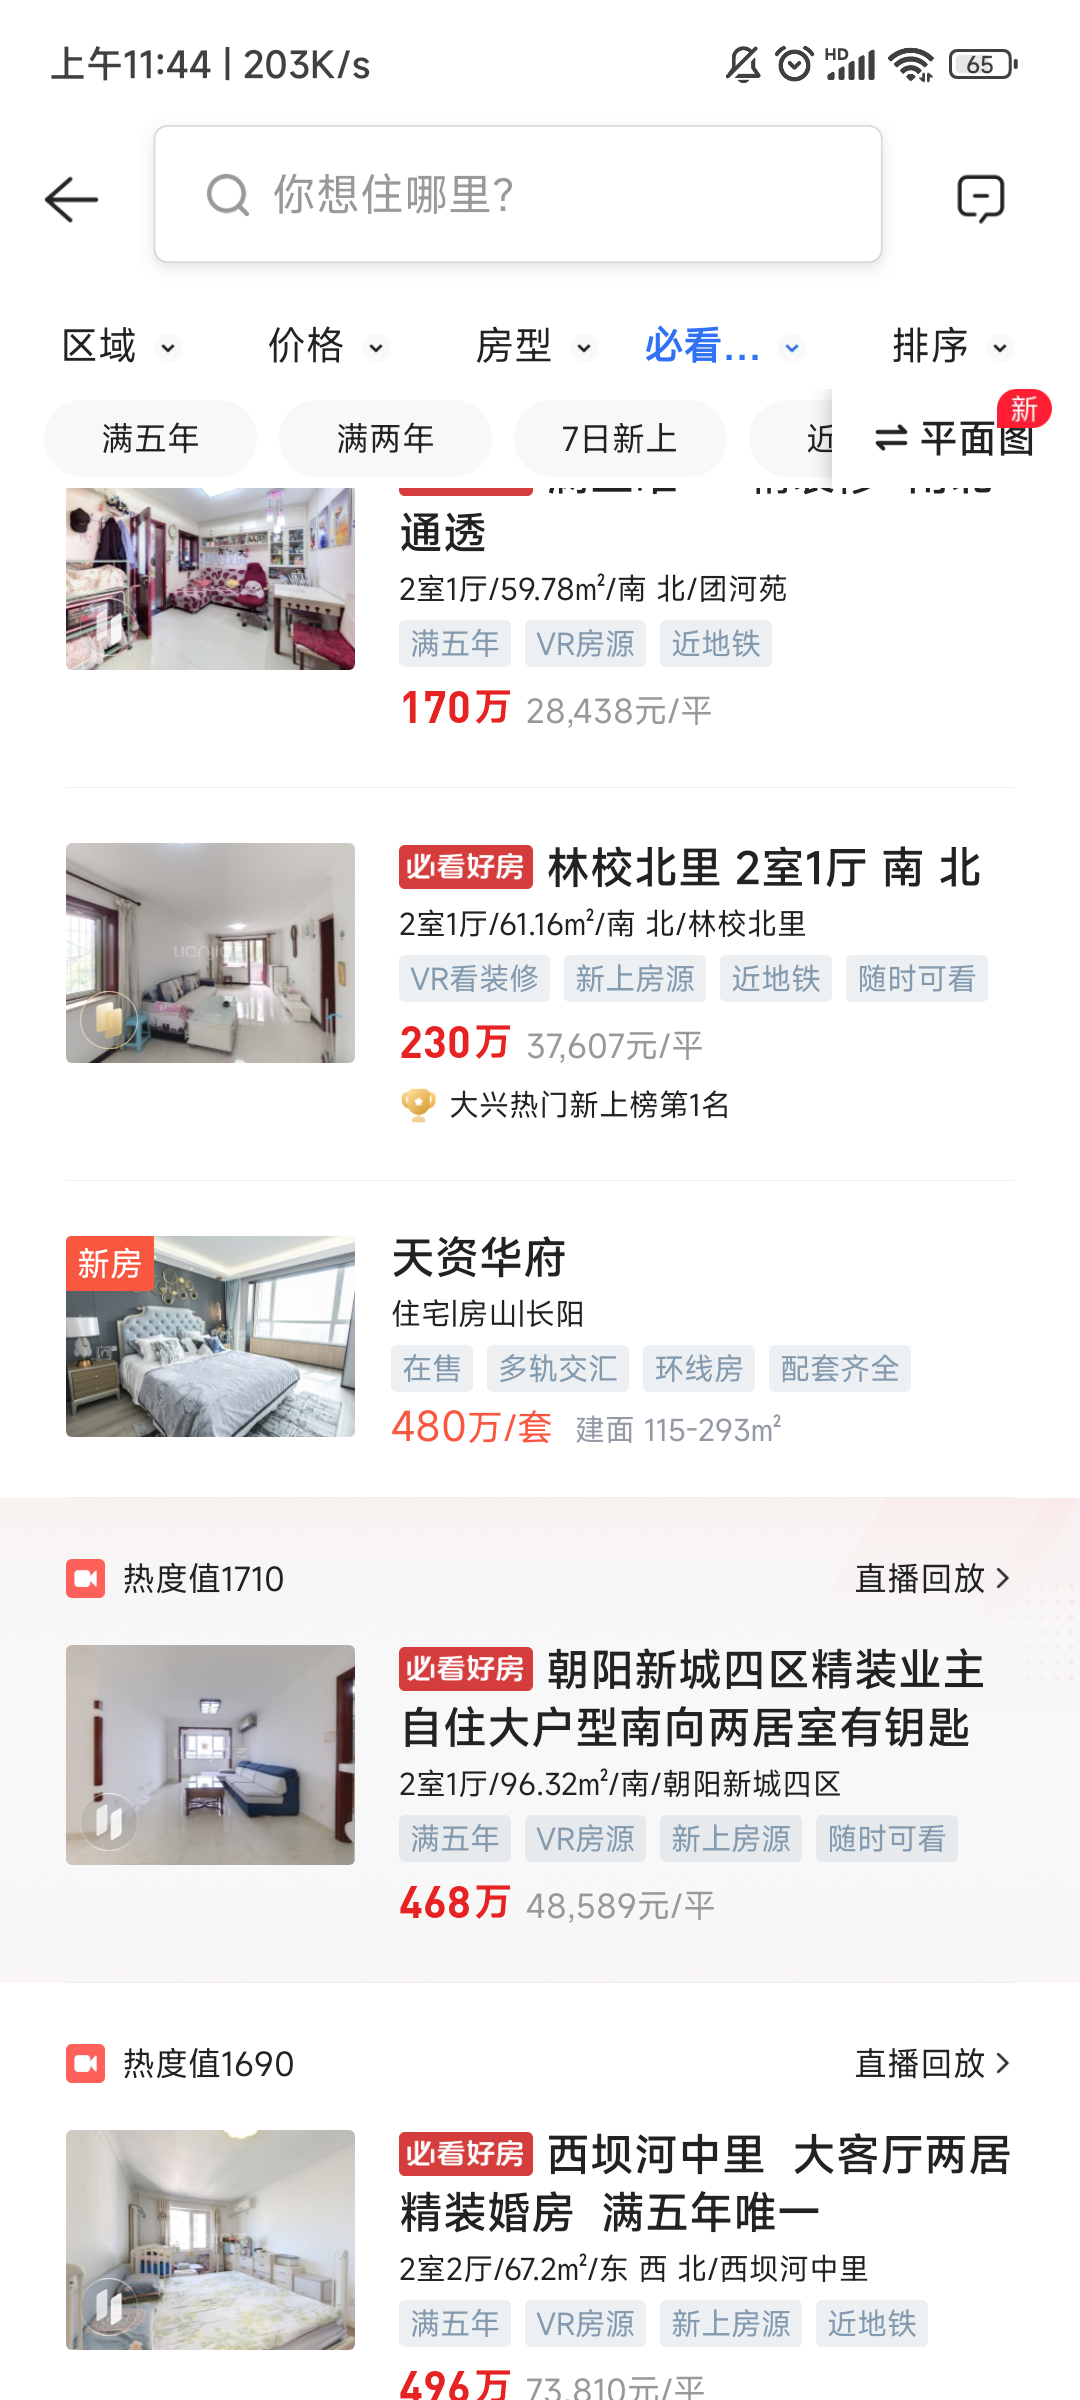 上午11:44 | 203K/s
HD
65
你想住哪里?
区域
价格
房型
必看...
排序
满五年
满两年
7日新上
近
平面图
新
通透
2室1厅/59.78㎡/南 北/团河苑
满五年 VR房源 近地铁
170万 28,438元/平
必看好房 林校北里 2室1厅 南 北
2室1厅/61.16㎡/南 北/林校北里
VR看装修 新上房源 近地铁 随时可看
230万 37,607元/平
大兴热门新上榜第1名
新房
天资华府
住宅|房山|长阳
在售 多轨交汇 环线房 配套齐全
480万/套 建面 115-293㎡
热度值1710
直播回放
必看好房 朝阳新城四区精装业主
自住大户型南向两居室有钥匙
2室1厅/96.32㎡/南/朝阳新城四区
满五年 VR房源 新上房源 随时可看
468万 48,589元/平
热度值1690
直播回放
必看好房 西坝河中里 大客厅两居
精装婚房 满五年唯一
2室2厅/67.2㎡/东 西 北/西坝河中里
满五年 VR房源 新上房源 近地铁
496万 73,810元/平